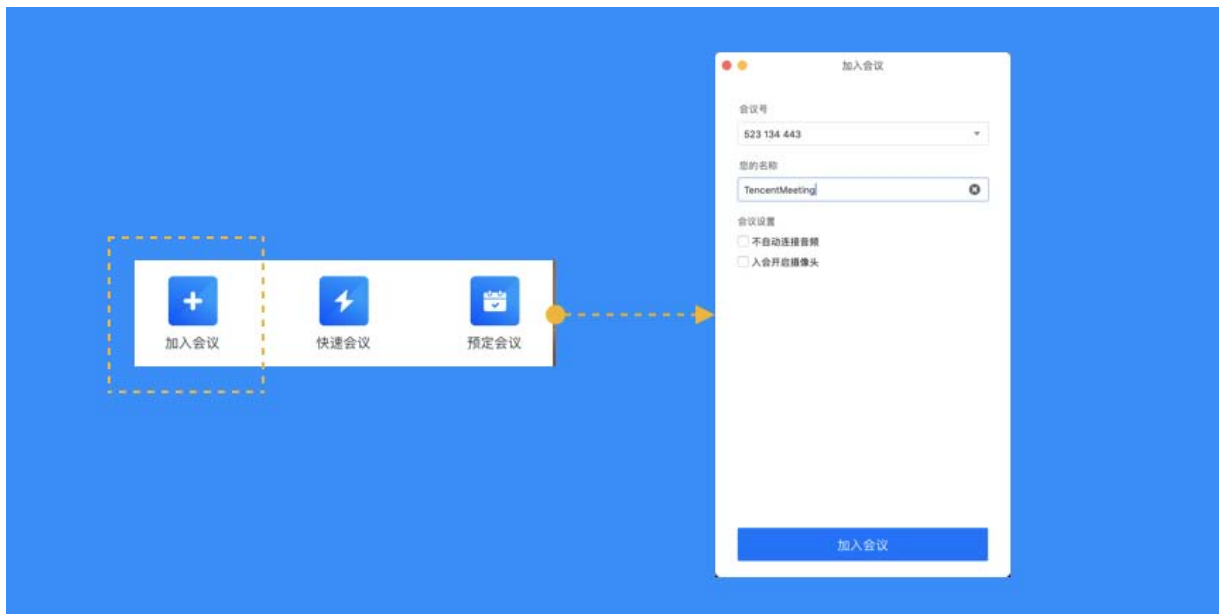 加入会议
快速会议
预定会议
加入会议
会议号
523 134 443
您的名称
TencentMeeting
会议设置
不自动连接音频
入会开启摄像头
加入会议